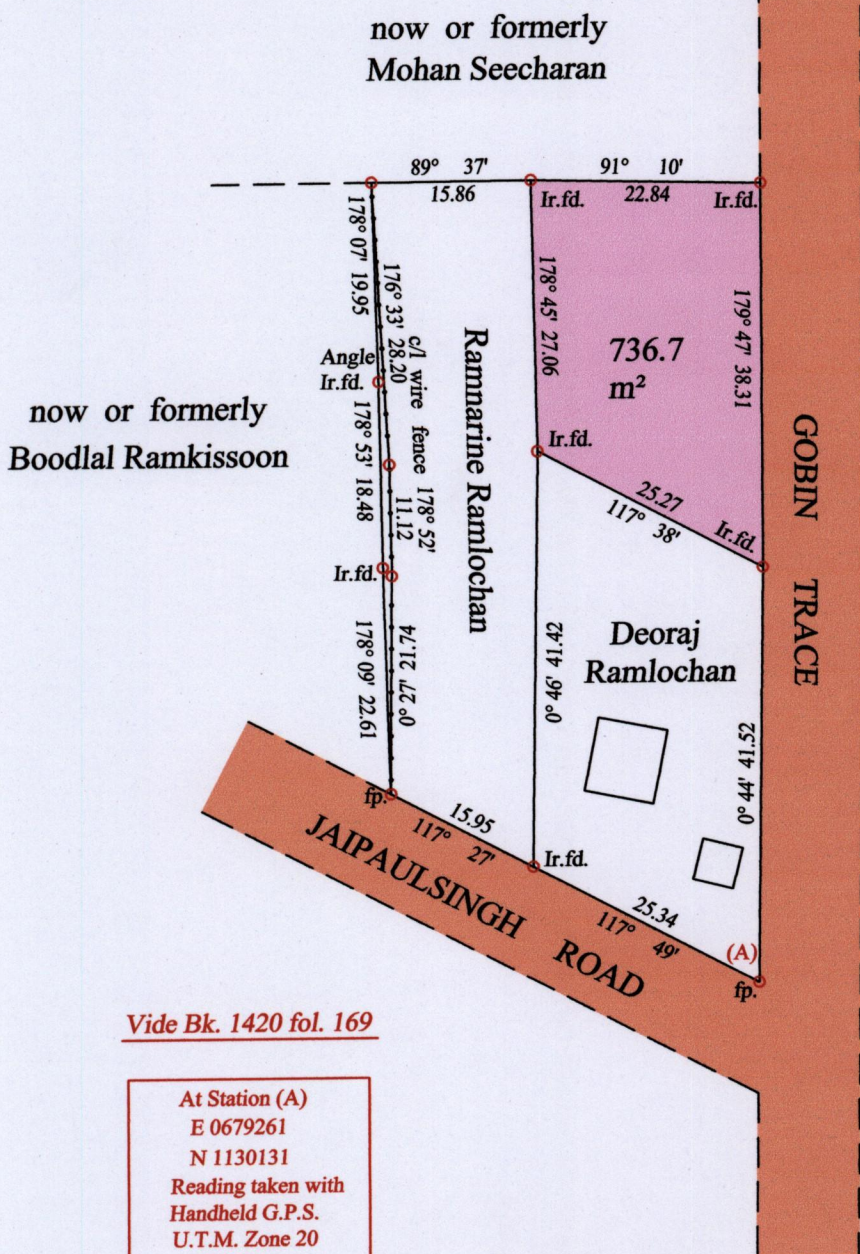 now or formerly
Mohan Seecharan
89° 37'
15.86
91° 10'
22.84
Ir.fd.
Ir.fd.
178° 07' 19.95
176° 33' 28.20
c/l wire fence
178° 45' 27.06
179° 47' 38.31
736.7
m²
Ramnarine Ramlochan
Angle
Ir.fd.
now or formerly
Boodlal Ramkissoon
178° 53' 18.48
178° 52'
11.12
Ir.fd.
25.27
117° 38'
Ir.fd.
GOBIN TRACE
Ir.fd.
178° 09' 22.61
0° 27' 21.74
0° 46' 41.42
Deoraj
Ramlochan
0° 44' 41.52
fp.
15.95
117° 27'
Ir.fd.
25.34
117° 49'
(A)
fp.
JAIPAULSINGH ROAD
Vide Bk. 1420 fol. 169
At Station (A)
E 0679261
N 1130131
Reading taken with
Handheld G.P.S.
U.T.M. Zone 20